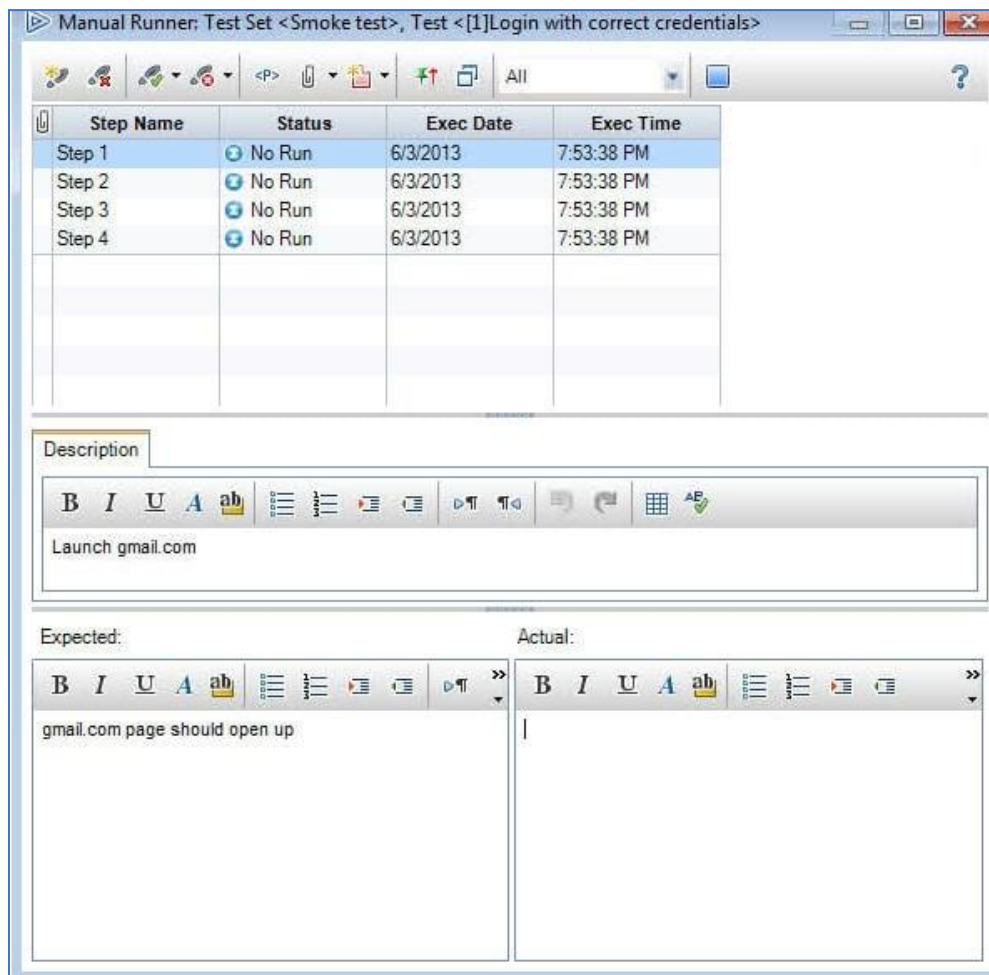 Manual Runner: Test Set <Smoke test>, Test <[1]Login with correct credentials>
<P> All ?
Step Name Status Exec Date Exec Time
Step 1 No Run 6/3/2013 7:53:38 PM
Step 2 No Run 6/3/2013 7:53:38 PM
Step 3 No Run 6/3/2013 7:53:38 PM
Step 4 No Run 6/3/2013 7:53:38 PM
Description
B I U A ab
Launch gmail.com
Expected: Actual:
B I U A ab B I U A ab
gmail.com page should open up